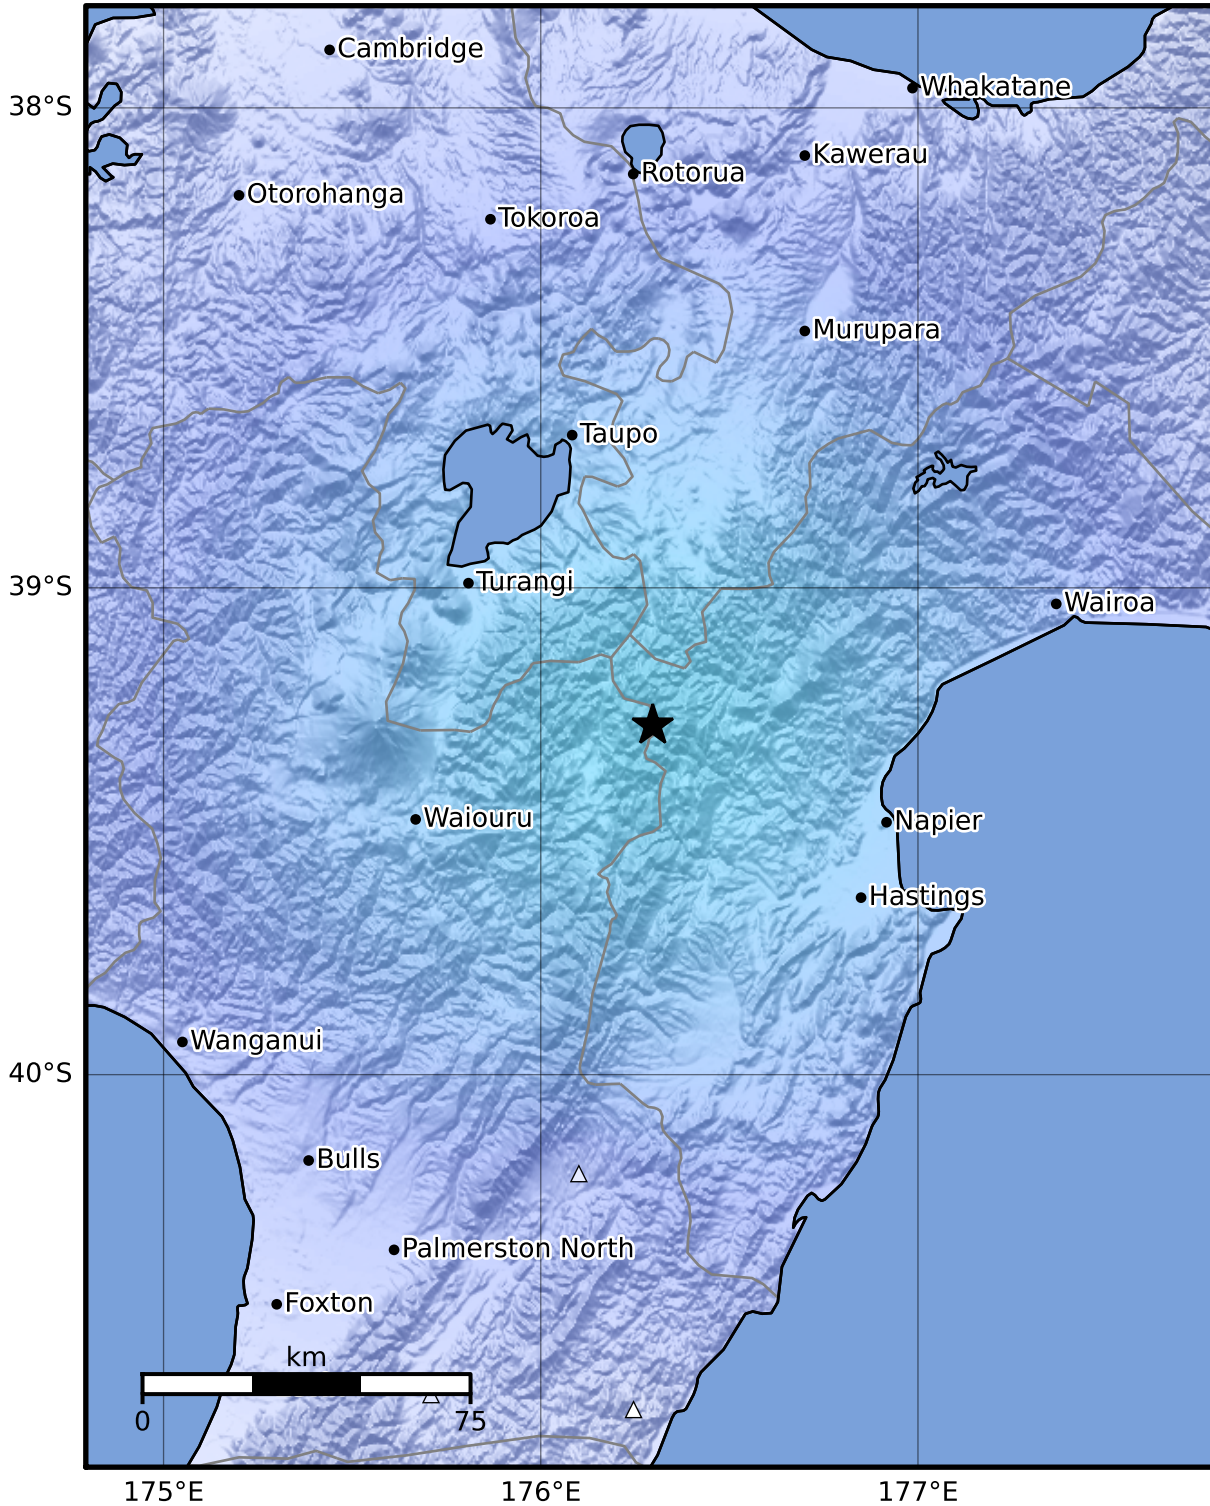 Cambridge
Whakatane
38°S
Kawerau
Rotorua
Otorohanga
Tokoroa
Murupara
Taupo
Turangi
39°S
Wairoa
Waiouru
Napier
Hastings
Wanganui
40°S
Bulls
Palmerston North
Foxton
km
0
75
175°E
176°E
177°E